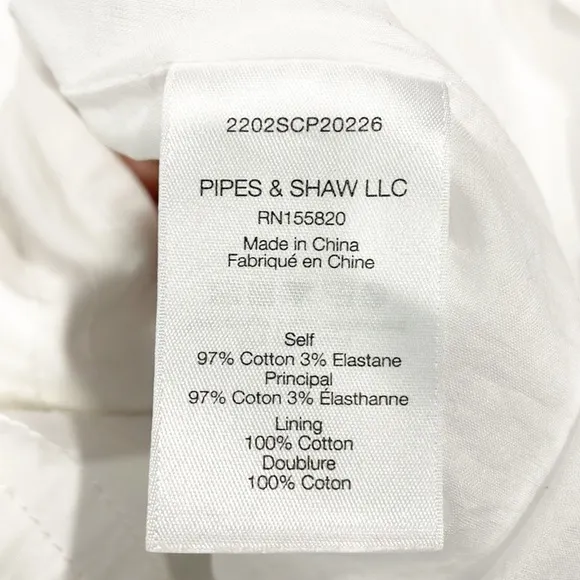 2202SCP20226
PIPES & SHAW LLC
RN155820
Made in China
Fabriqué en Chine
Self
97% Cotton 3% Elastane
Principal
97% Coton 3% Élasthanne
Lining
100% Cotton
Doublure
100% Coton